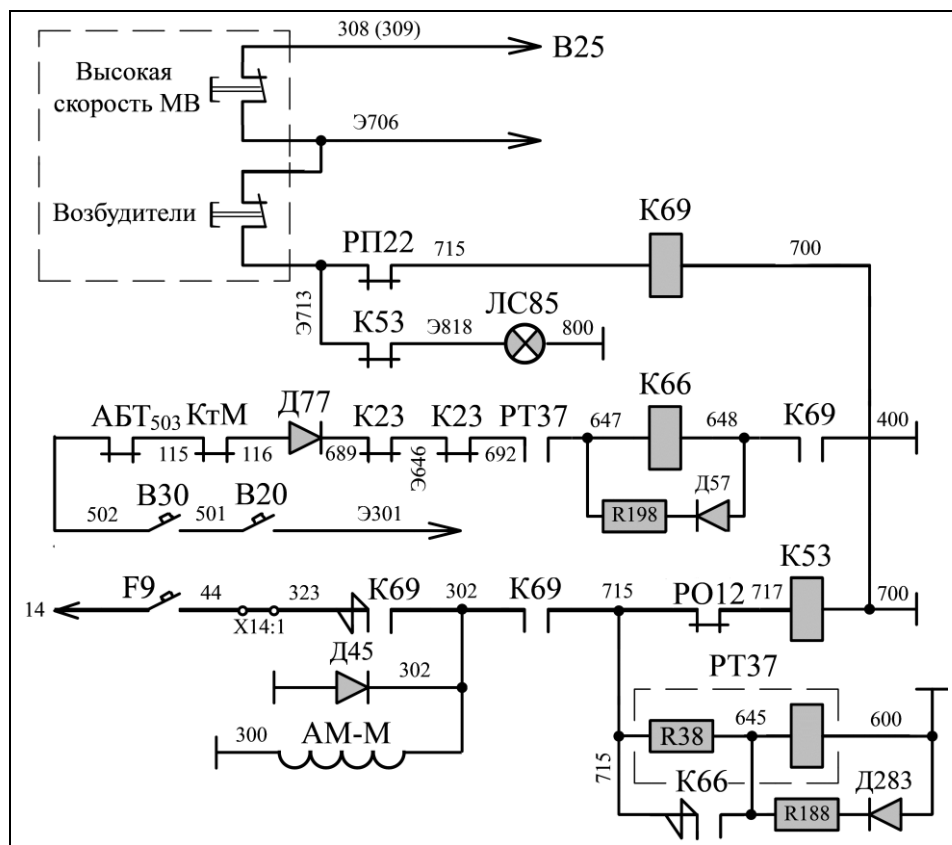 308 (309)
В25
Высокая
скорость МВ
Э706
Возбудители
РП22
715
К69
700
Э713
К53
Э818
ЛС85
800
АБТ
503
КтМ
Д77
К23
К23
РТ37
647
К66
648
К69
400
115
116
689
Э646
692
Д57
R198
502
В30
501
В20
Э301
14
F9
44
Х14:1
323
К69
302
К69
715
РО12
717
К53
700
Д45
302
РТ37
300
АМ-М
R38
645
600
715
К66
R188
Д283